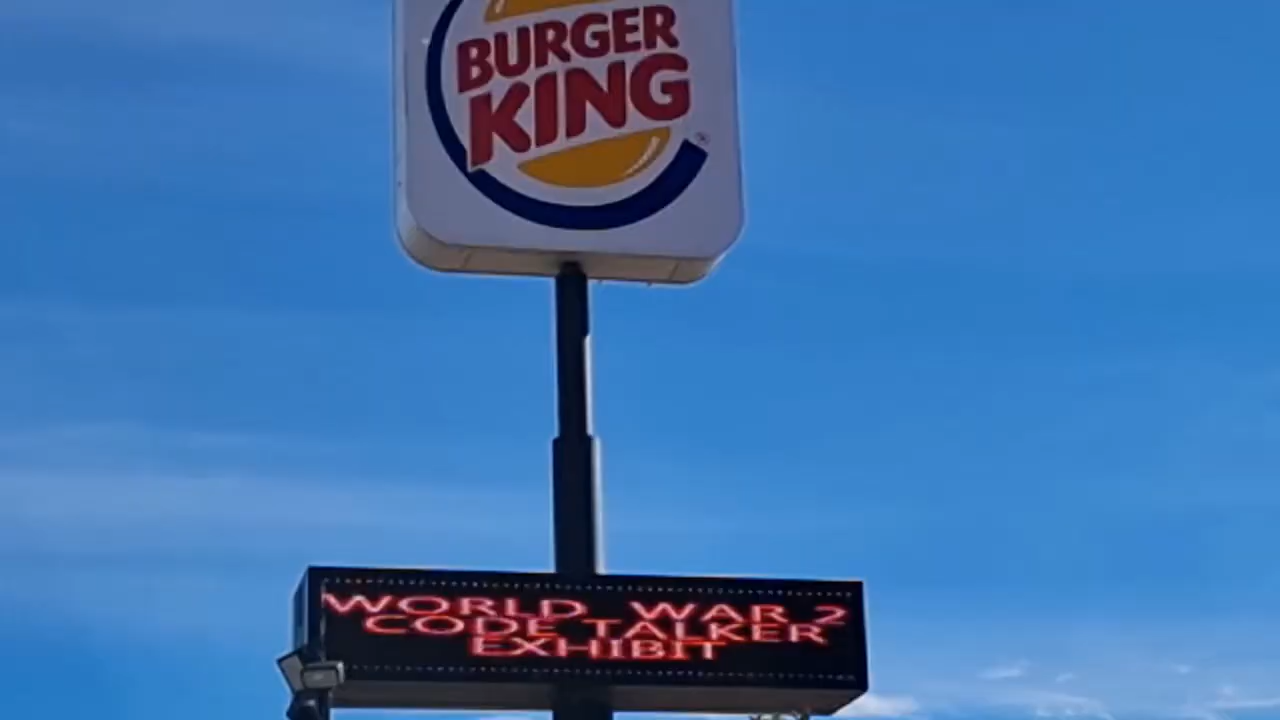 BURGER
KING
®
WORLD WAR 2
CODE TALKER
EXHIBIT